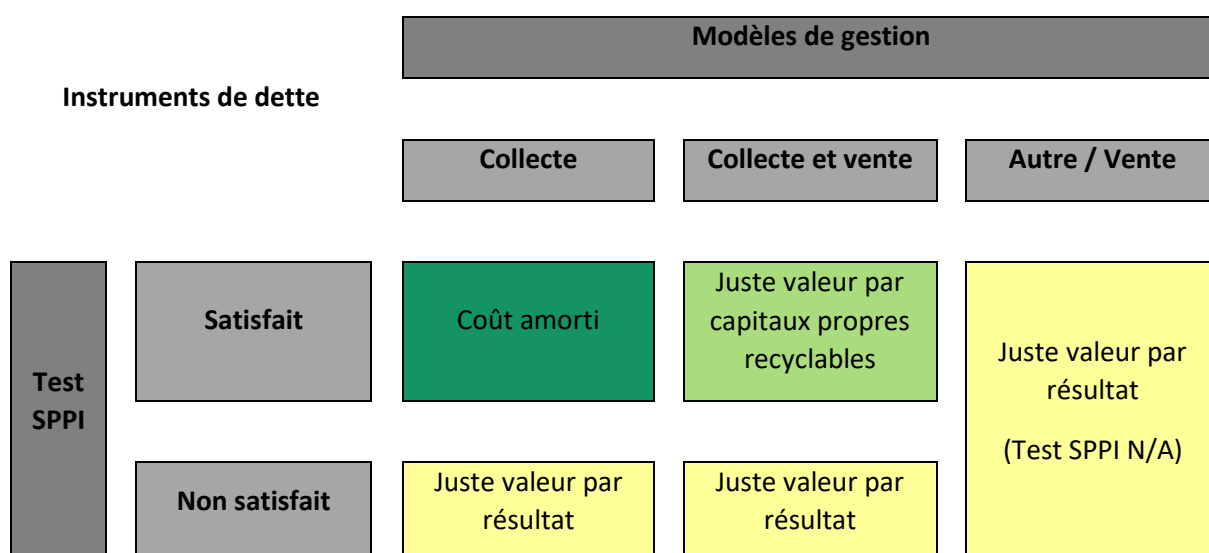 Modèles de gestion
Instruments de dette
Collecte
Collecte et vente
Autre / Vente
Test
SPPI
Satisfait
Coût amorti
Juste valeur par
capitaux propres
recyclables
Juste valeur par
résultat
(Test SPPI N/A)
Non satisfait
Juste valeur par
résultat
Juste valeur par
résultat